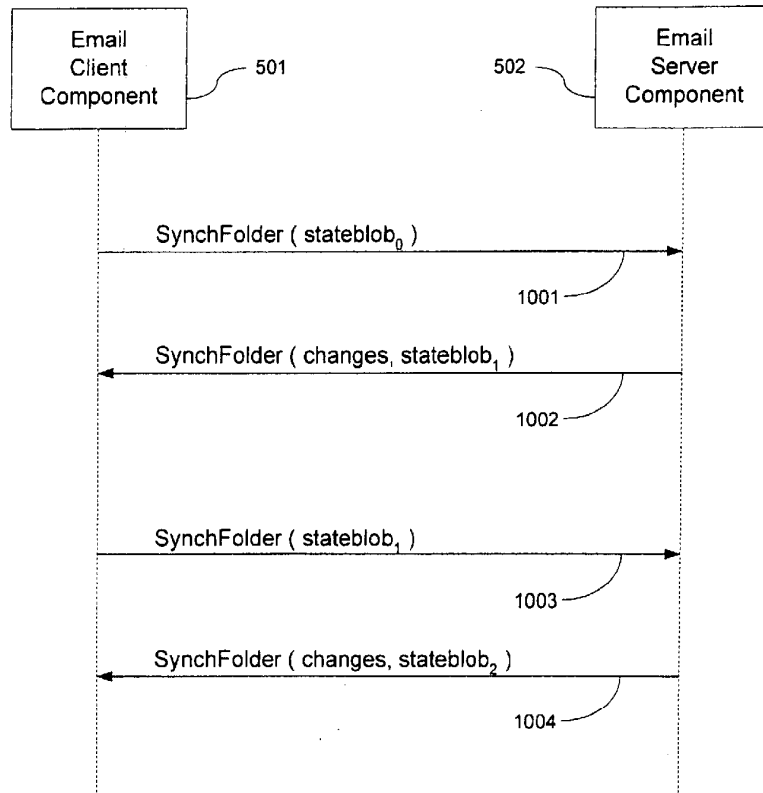 Email
Client
Component
501
502
Email
Server
Component
SynchFolder ( stateblob₀ )
1001
SynchFolder ( changes, stateblob₁ )
1002
SynchFolder ( stateblob₁ )
1003
SynchFolder ( changes, stateblob₂ )
1004